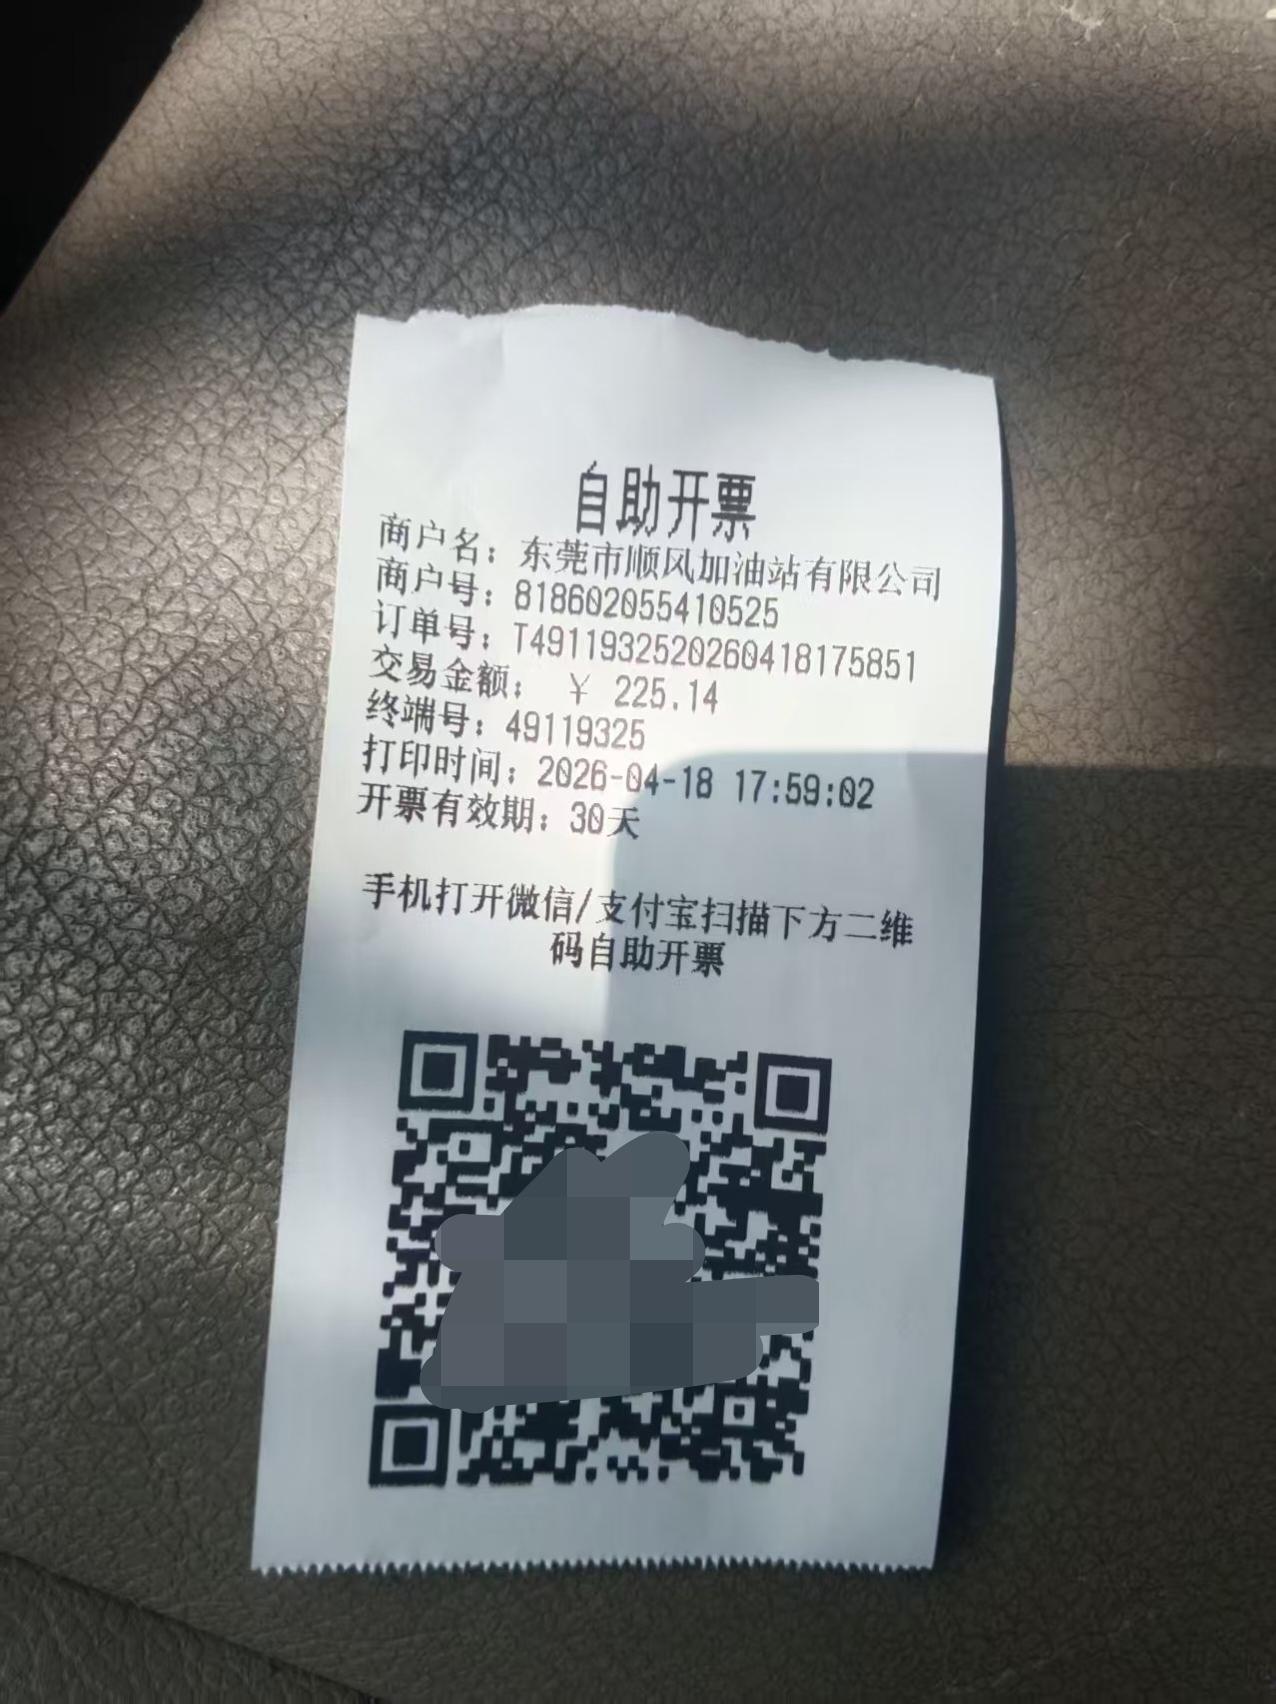 自助开票
商户名：东莞市顺风加油站有限公司
商户号：818602055410525
订单号：T4911932520260418175851
交易金额： ￥ 225.14
终端号：49119325
打印时间：2026-04-18 17:59:02
开票有效期：30天
手机打开微信/支付宝扫描下方二维
码自助开票